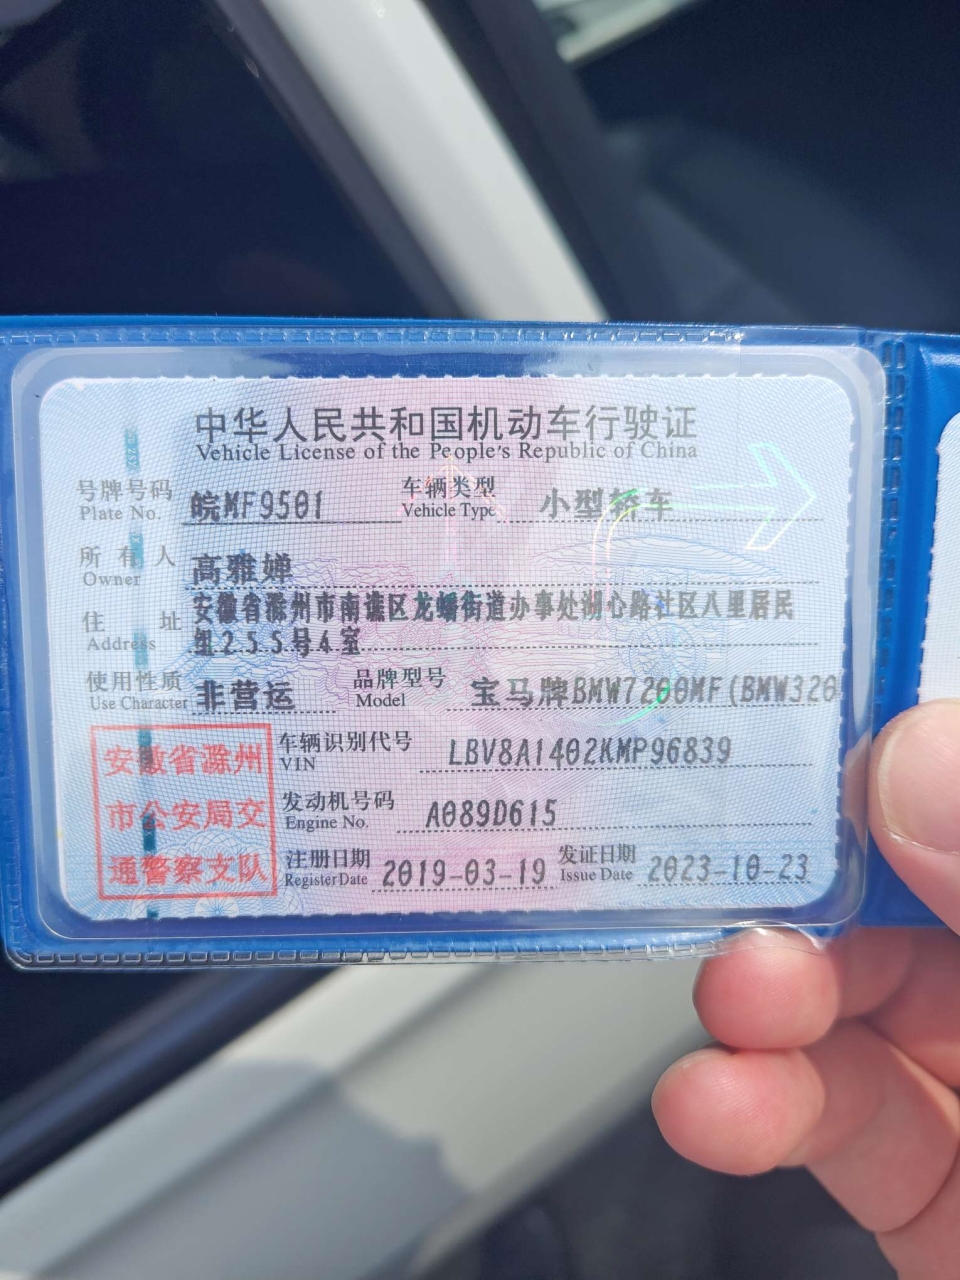 中华人民共和国机动车行驶证
Vehicle License of the People's Republic of China
号牌号码 皖MF9501 车辆类型 小型轿车
Plate No. Vehicle Type
所有人 高雅婵
Owner
住址 安徽省滁州市南谯区龙蟠街道办事处湖心路社区八里居民
Address 组255号4室
使用性质 非营运 品牌型号 宝马牌BMW7200MF(BMW320
Use Character Model
安徽省滁州
市公安局交
通警察支队
车辆识别代号 LBV8A1402KMP96839
VIN
发动机号码 A089D615
Engine No.
注册日期 2019-03-19 发证日期 2023-10-23
Register Date Issue Date